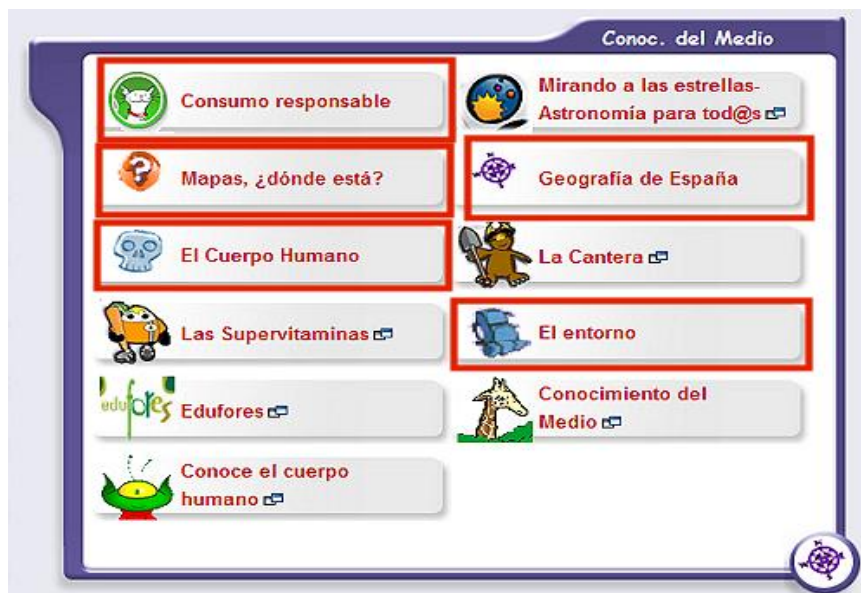 Conoc. del Medio
Consumo responsable
Mirando a las estrellas-
Astronomía para tod@s
Mapas, ¿dónde está?
Geografía de España
El Cuerpo Humano
La Cantera
Las Supervitaminas
El entorno
edufores
Edufores
Conocimiento del
Medio
Conoce el cuerpo
humano